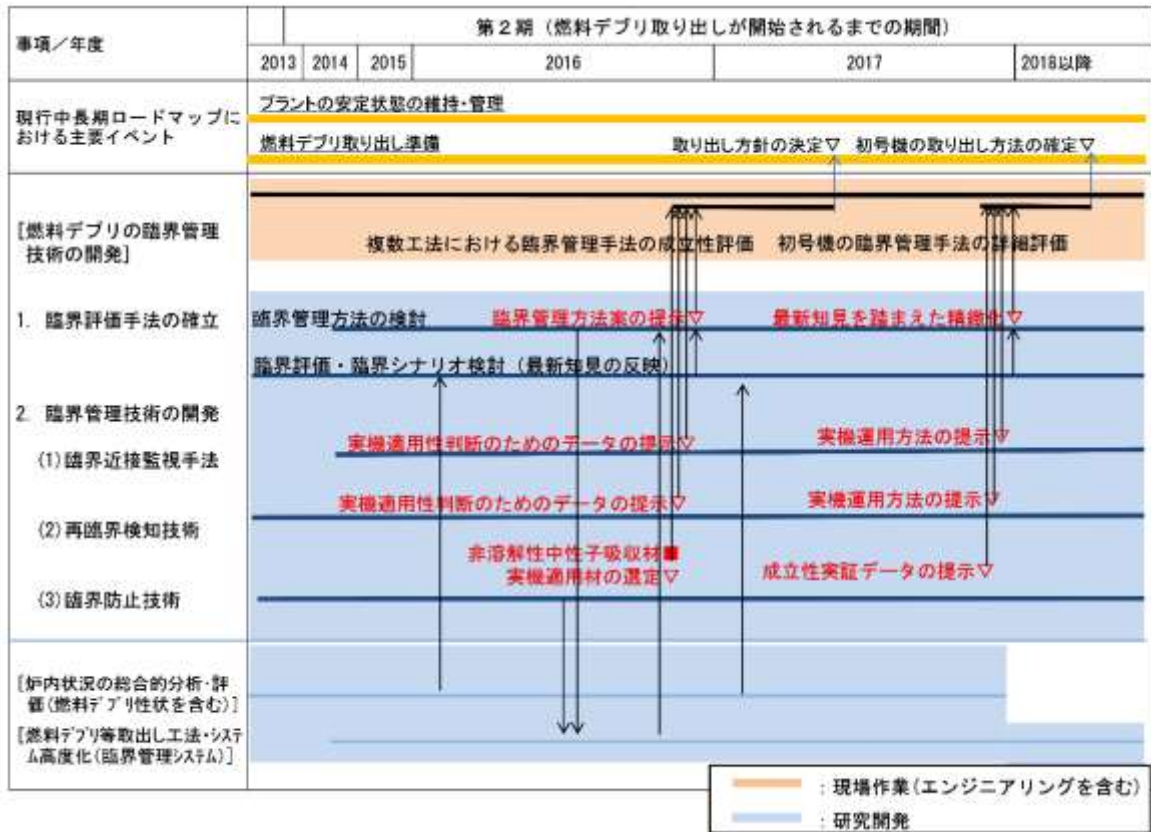 事項／年度
第２期（燃料デブリ取り出しが開始されるまでの期間）
2013 2014 2015 2016 2017 2018以降
現行中長期ロードマップに
おける主要イベント
プラントの安定状態の維持・管理
燃料デブリ取り出し準備
取り出し方針の決定▽
初号機の取り出し方法の確定▽
[燃料デブリの臨界管理
技術の開発]
複数工法における臨界管理手法の成立性評価
初号機の臨界管理手法の詳細評価
1. 臨界評価手法の確立
臨界管理方法の検討
臨界管理方法案の提示▽
最新知見を踏まえた精緻化▽
臨界評価・臨界シナリオ検討（最新知見の反映）
2. 臨界管理技術の開発
(1)臨界近接監視手法
実機適用性判断のためのデータの提示▽
実機運用方法の提示▽
(2)再臨界検知技術
実機適用性判断のためのデータの提示▽
実機運用方法の提示▽
非溶解性中性子吸収材■
実機適用材の選定▽
成立性実証データの提示▽
(3)臨界防止技術
[炉内状況の総合的分析・評
価(燃料ﾃﾞﾌﾞﾘ性状を含む)]
[燃料ﾃﾞﾌﾞﾘ等取出し工法・ｼｽﾃ
ﾑ高度化(臨界管理ｼｽﾃﾑ)]
：現場作業(エンジニアリングを含む)
：研究開発